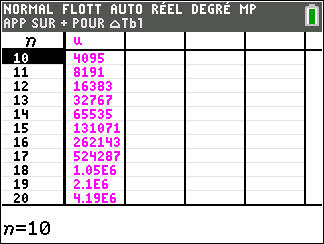 NORMAL FLOTT AUTO RÉEL DEGRÉ MP
APP SUR + POUR △Tbl
n u
10 4095
11 8191
12 16383
13 32767
14 65535
15 131071
16 262143
17 524287
18 1.05E6
19 2.1E6
20 4.19E6
n=10